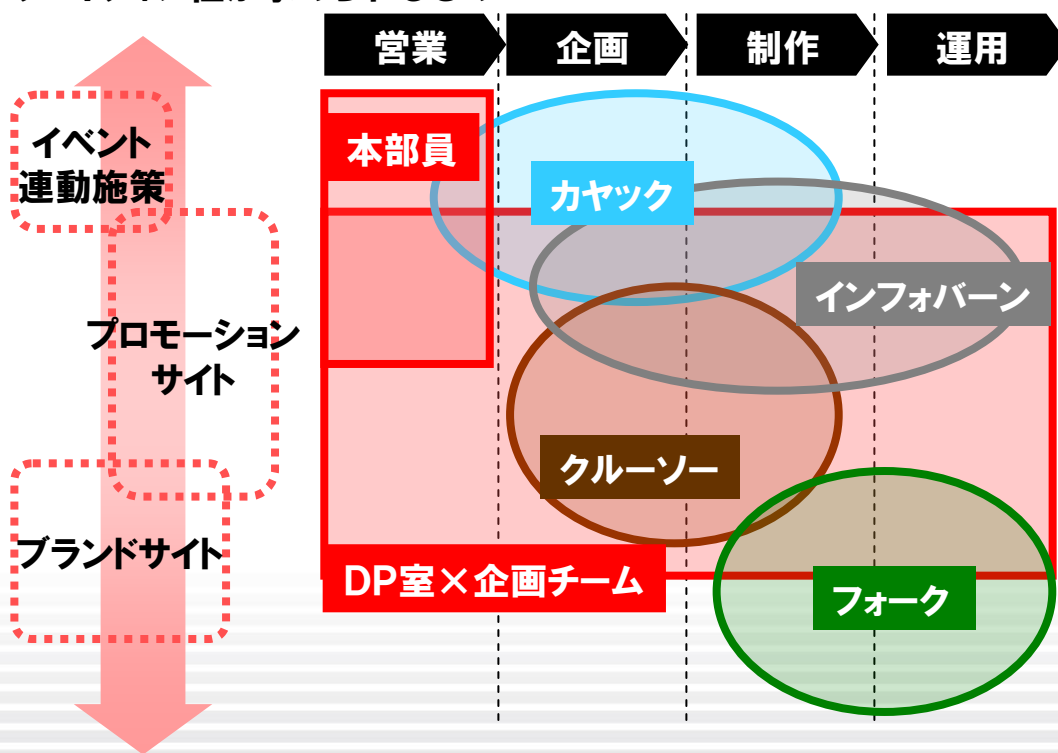 営業
企画
制作
運用
イベント
連動施策
本部員
カヤック
インフォバーン
プロモーション
サイト
クルーソー
ブランドサイト
DP室×企画チーム
フォーク